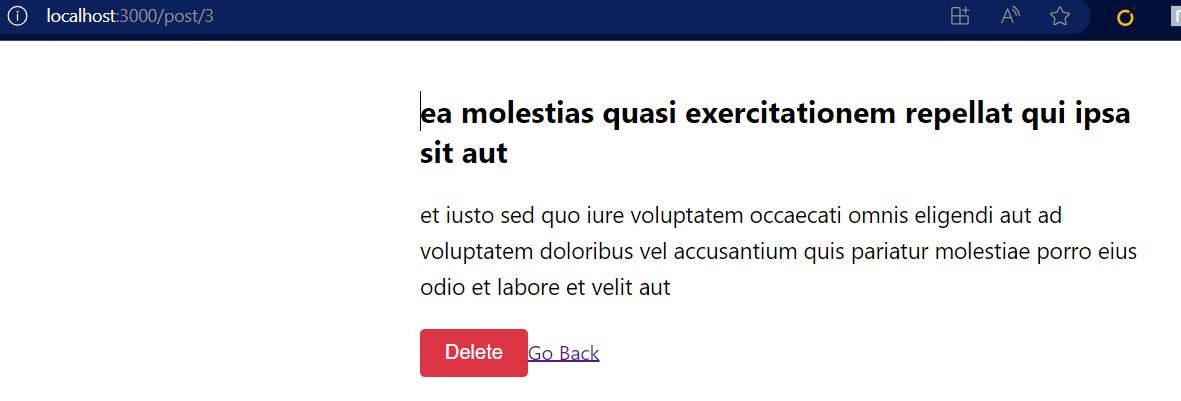 localhost:3000/post/3
ea molestias quasi exercitationem repellat qui ipsa
sit aut
et iusto sed quo iure voluptatem occaecati omnis eligendi aut ad
voluptatem doloribus vel accusantium quis pariatur molestiae porro eius
odio et labore et velit aut
Delete Go Back